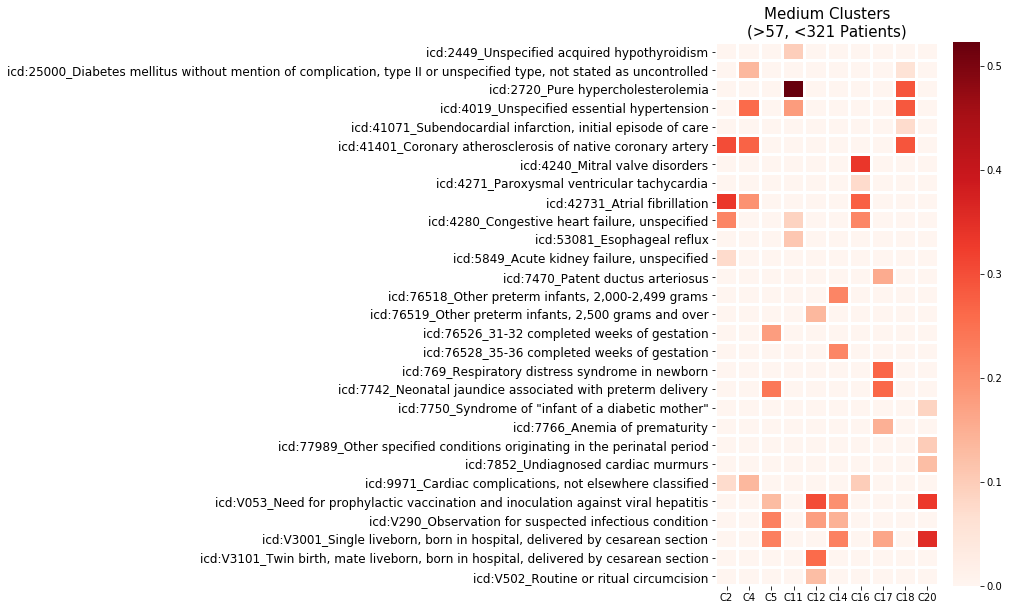 Medium Clusters
(>57, <321 Patients)
icd:2449_Unspecified acquired hypothyroidism
icd:25000_Diabetes mellitus without mention of complication, type II or unspecified type, not stated as uncontrolled
icd:2720_Pure hypercholesterolemia
icd:4019_Unspecified essential hypertension
icd:41071_Subendocardial infarction, initial episode of care
icd:41401_Coronary atherosclerosis of native coronary artery
icd:4240_Mitral valve disorders
icd:4271_Paroxysmal ventricular tachycardia
icd:42731_Atrial fibrillation
icd:4280_Congestive heart failure, unspecified
icd:53081_Esophageal reflux
icd:5849_Acute kidney failure, unspecified
icd:7470_Patent ductus arteriosus
icd:76518_Other preterm infants, 2,000-2,499 grams
icd:76519_Other preterm infants, 2,500 grams and over
icd:76526_31-32 completed weeks of gestation
icd:76528_35-36 completed weeks of gestation
icd:769_Respiratory distress syndrome in newborn
icd:7742_Neonatal jaundice associated with preterm delivery
icd:7750_Syndrome of "infant of a diabetic mother"
icd:7766_Anemia of prematurity
icd:77989_Other specified conditions originating in the perinatal period
icd:7852_Undiagnosed cardiac murmurs
icd:9971_Cardiac complications, not elsewhere classified
icd:V053_Need for prophylactic vaccination and inoculation against viral hepatitis
icd:V290_Observation for suspected infectious condition
icd:V3001_Single liveborn, born in hospital, delivered by cesarean section
icd:V3101_Twin birth, mate liveborn, born in hospital, delivered by cesarean section
icd:V502_Routine or ritual circumcision
C2 C4 C5 C11 C12 C14 C16 C17 C18 C20
0.5
0.4
0.3
0.2
0.1
0.0